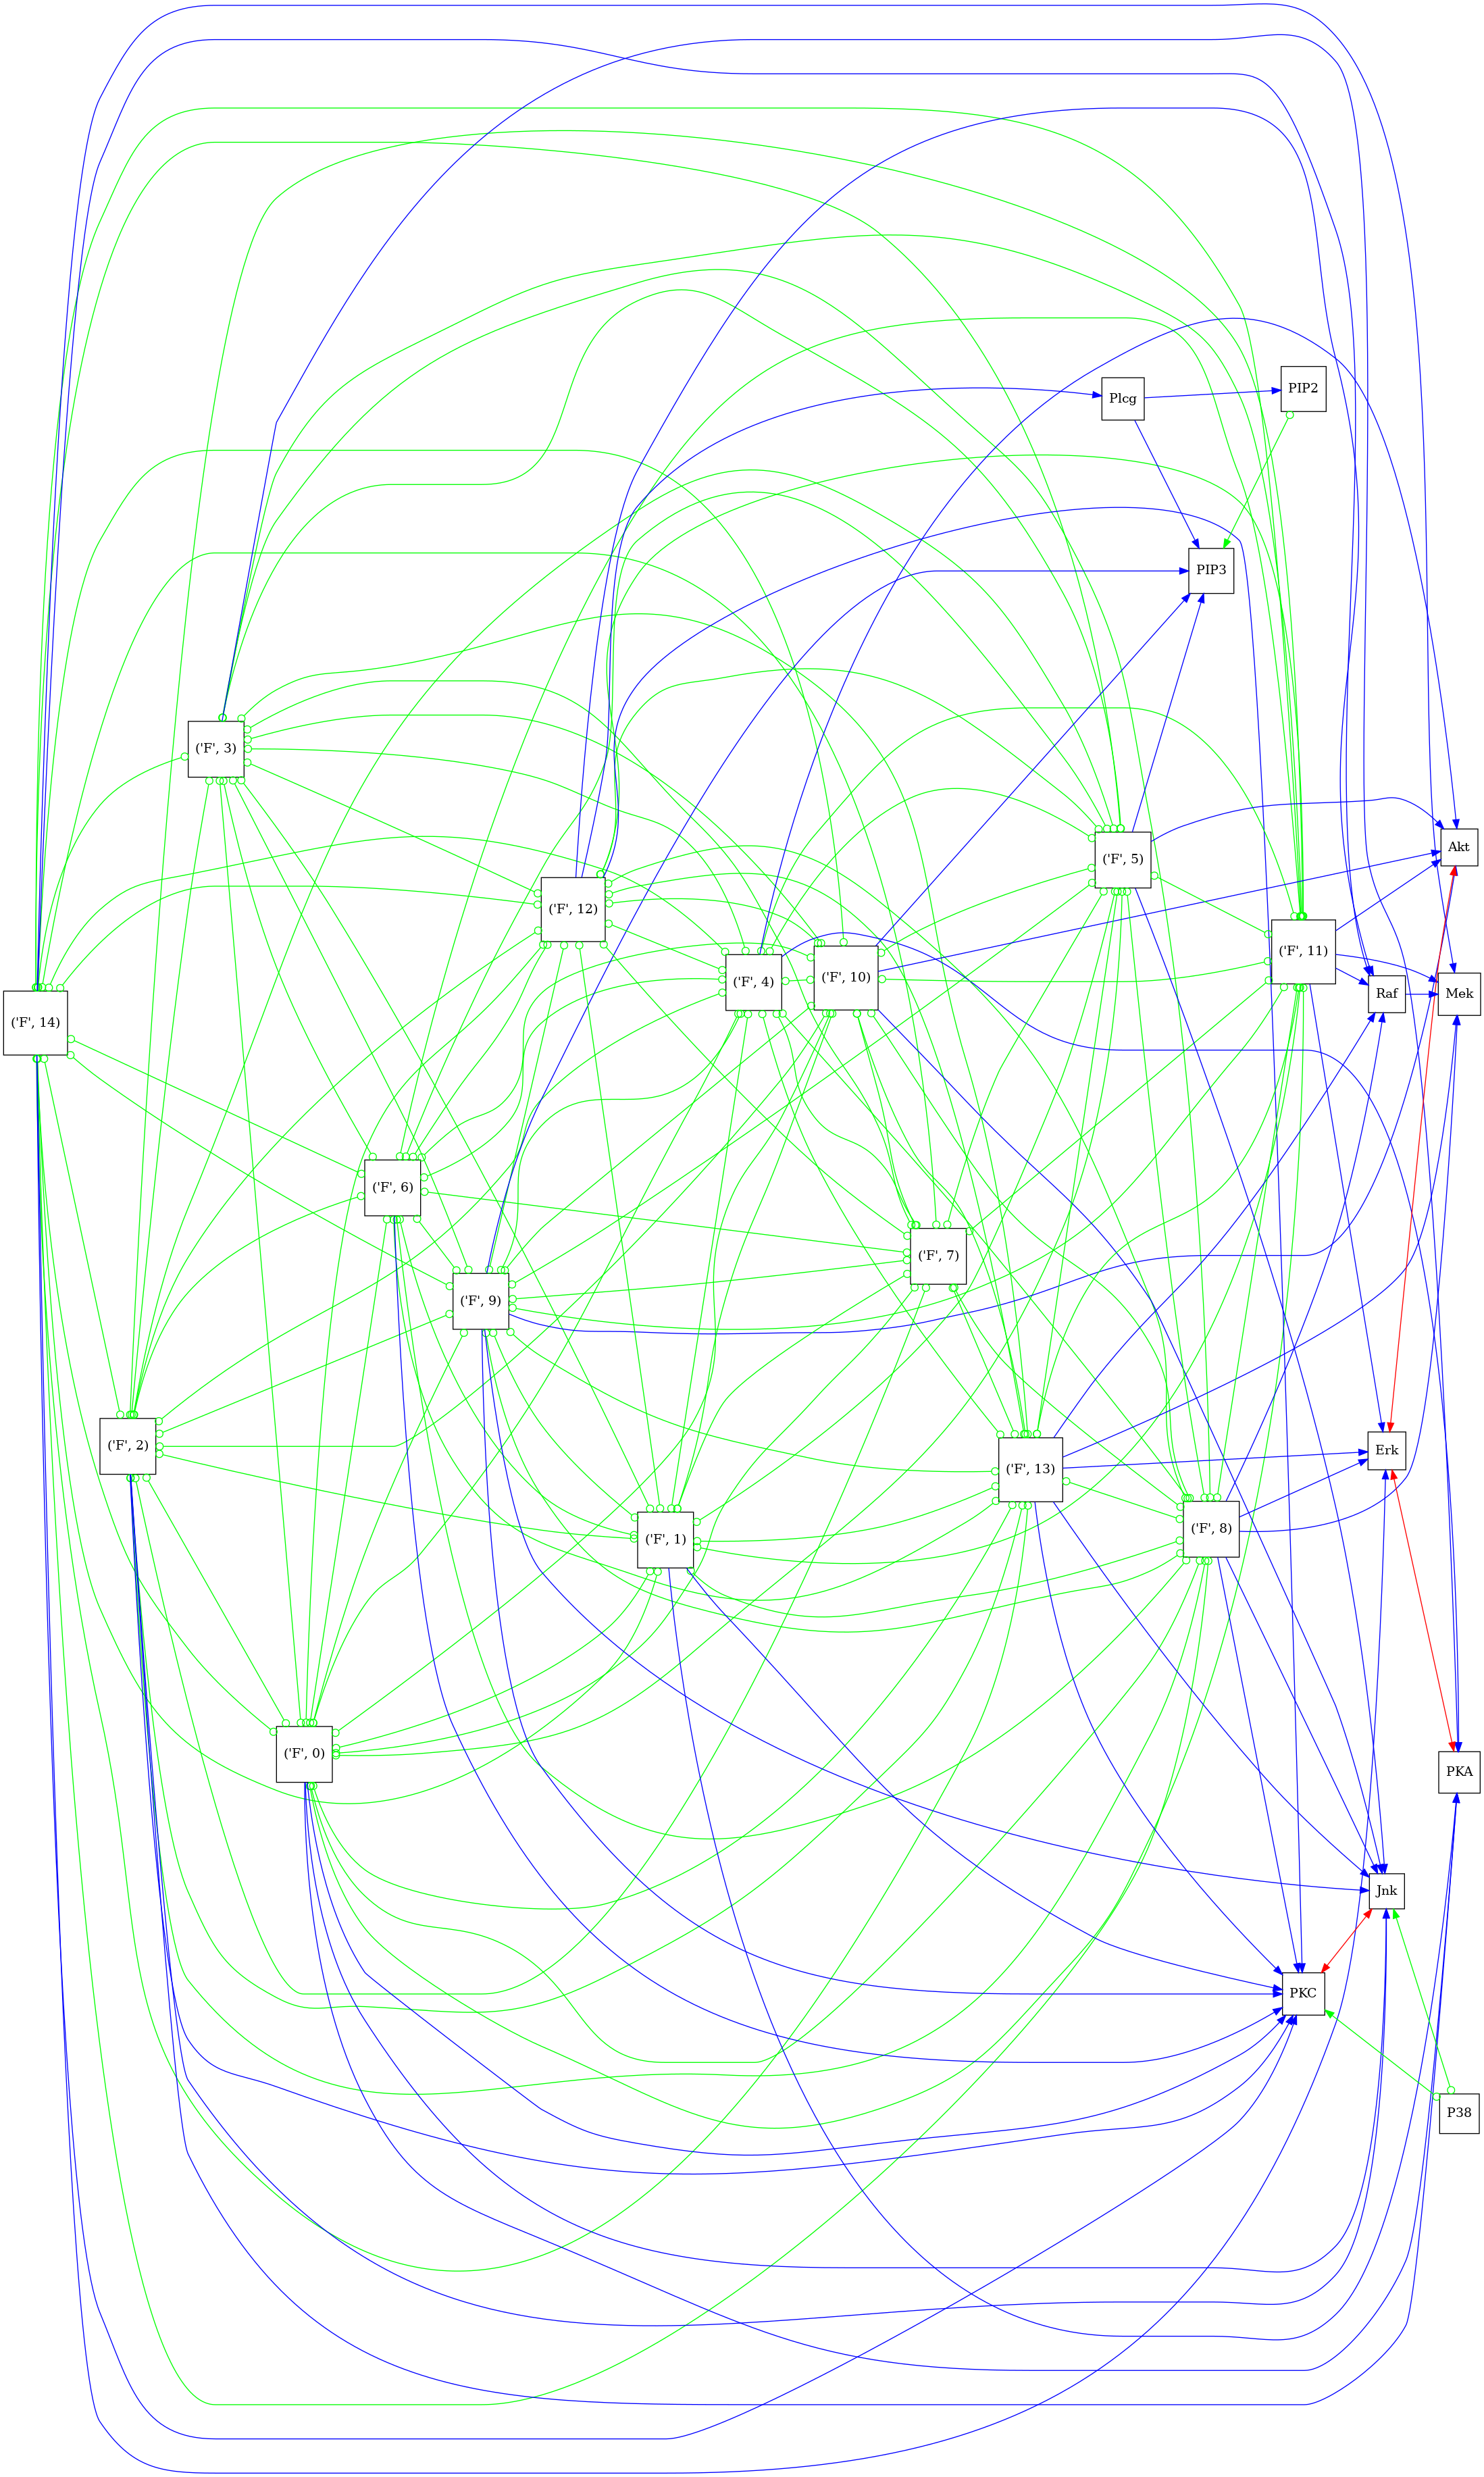 Plcg
PIP2
PIP3
('F', 3)
('F', 12)
('F', 5)
Akt
('F', 4)
('F', 10)
('F', 11)
Raf
Mek
('F', 14)
('F', 6)
('F', 7)
('F', 9)
('F', 2)
('F', 13)
Erk
('F', 1)
('F', 8)
('F', 0)
PKA
Jnk
PKC
P38